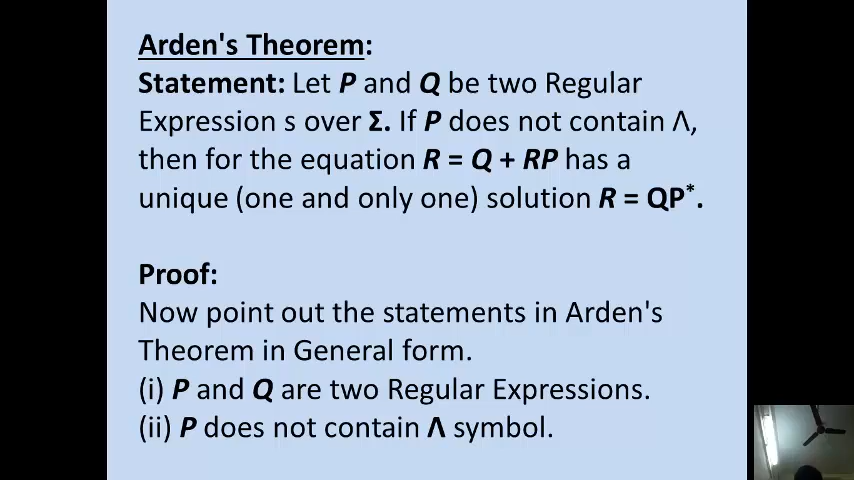 Arden's Theorem:
Statement: Let P and Q be two Regular
Expression s over Σ. If P does not contain Λ,
then for the equation R = Q + RP has a
unique (one and only one) solution R = QP*.
Proof:
Now point out the statements in Arden's
Theorem in General form.
(i) P and Q are two Regular Expressions.
(ii) P does not contain Λ symbol.